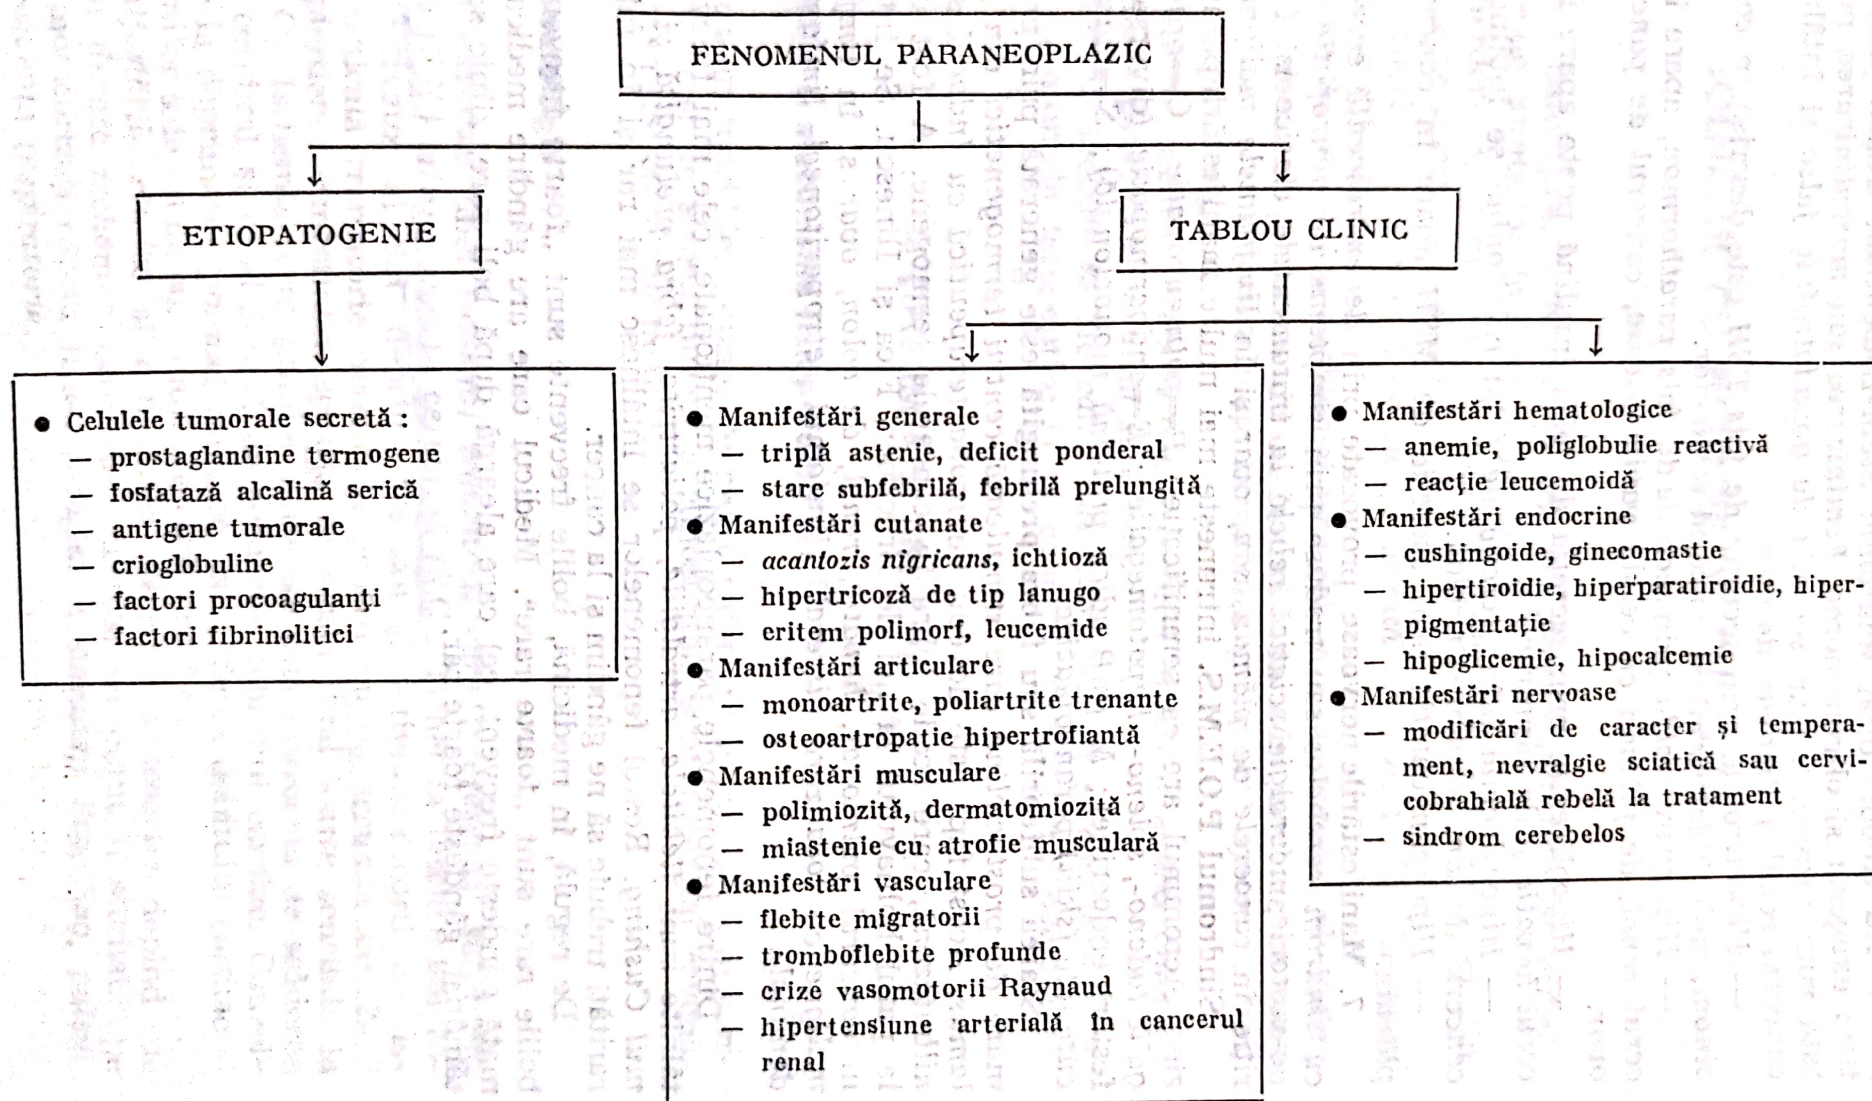 FENOMENUL PARANEOPLAZIC
ETIOPATOGENIE
TABLOU CLINIC
● Celulele tumorale secretă :
— prostaglandine termogene
— fosfatază alcalină serică
— antigene tumorale
— crioglobuline
— factori procoagulanţi
— factori fibrinolitici
● Manifestări generale
— triplă astenie, deficit ponderal
— stare subfebrilă, febrilă prelungită
● Manifestări cutanate
— acantozis nigricans, ichtioză
— hipertricoză de tip lanugo
— eritem polimorf, leucemide
● Manifestări articulare
— monoartrite, poliartrite trenante
— osteoartropatie hipertrofiantă
● Manifestări musculare
— polimiozită, dermatomiozită
— miastenie cu atrofie musculară
● Manifestări vasculare
— flebite migratorii
— tromboflebite profunde
— crize vasomotorii Raynaud
— hipertensiune arterială în cancerul
renal
● Manifestări hematologice
— anemie, poliglobulie reactivă
— reacţie leucemoidă
● Manifestări endocrine
— cushingoide, ginecomastie
— hipertiroidie, hiperparatiroidie, hiper-
pigmentaţie
— hipoglicemie, hipocalcemie
● Manifestări nervoase
— modificări de caracter şi tempera-
ment, nevralgie sciatică sau cervi-
cobrahială rebelă la tratament
— sindrom cerebelos